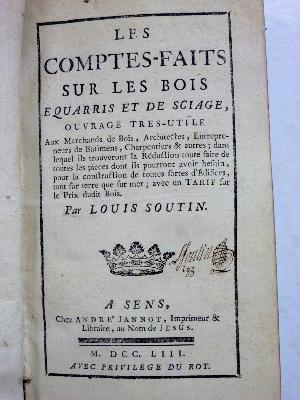 LES
COMPTES-FAITS
SUR LES BOIS
EQUARRIS ET DE SCIAGE,
OUVRAGE TRES-UTILE
Aux Marchands de Bois, Architectes, Entrepre-
neurs de Bâtimens, Charpentiers & autres; dans
lequel ils trouveront la Réduction toute faite de
toutes les piéces dont ils pourront avoir besoin,
pour la construction de toutes sortes d'Edifices,
tant sur terre que sur mer; avec un TARIF sur
le Prix dudit Bois.
Par LOUIS SOUTIN.
A SENS,
Chez ANDRE' JANNOT, Imprimeur &
Libraire, au Nom de JESUS.
M. DCC. LIII.
AVEC PRIVILEGE DU ROY.